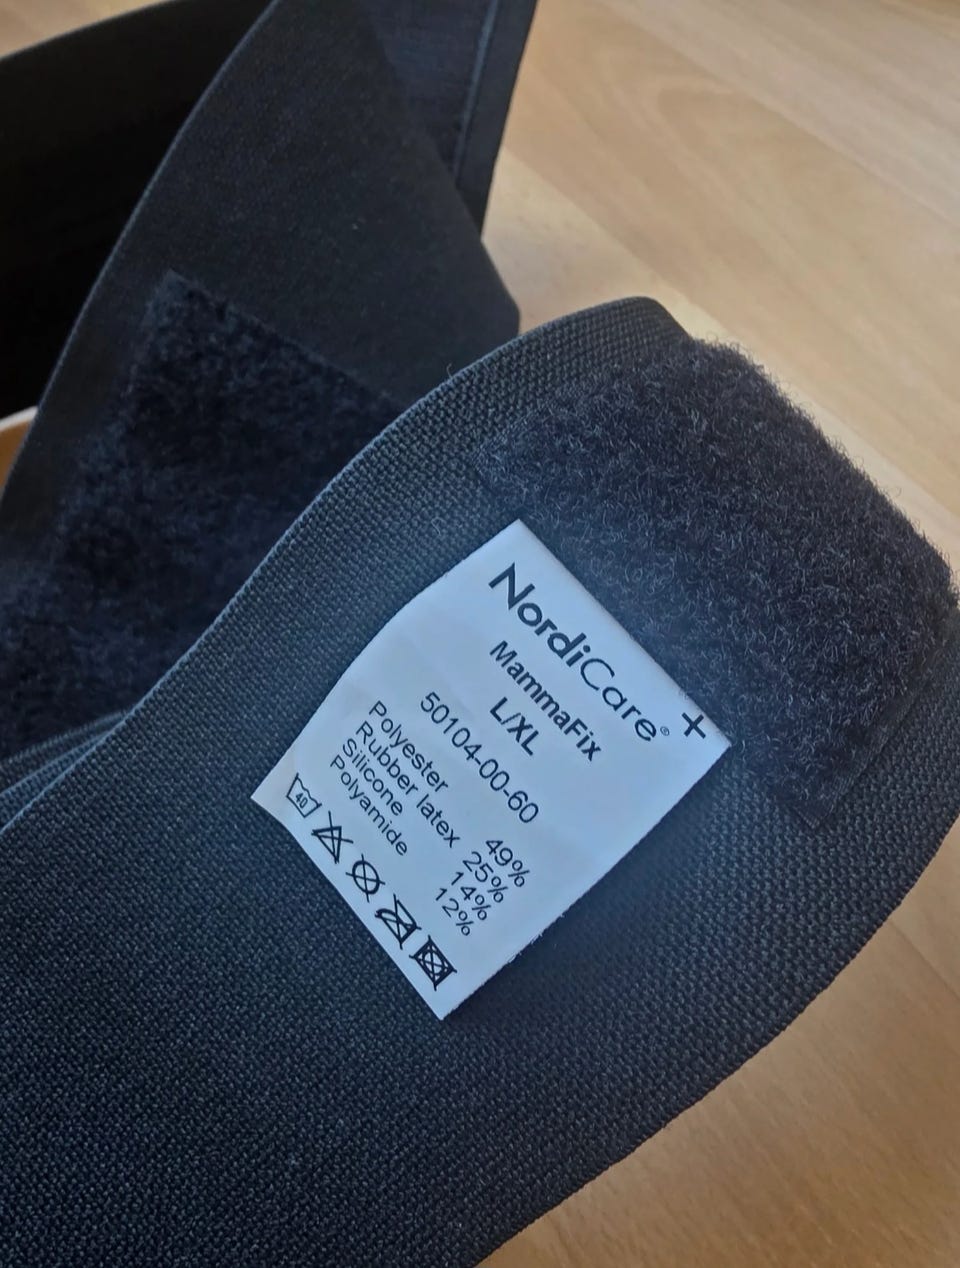 NordiCare® +
MammaFix
L/XL
50104-00-60
Polyester 49%
Rubber latex 25%
Silicone 14%
Polyamide 12%
40